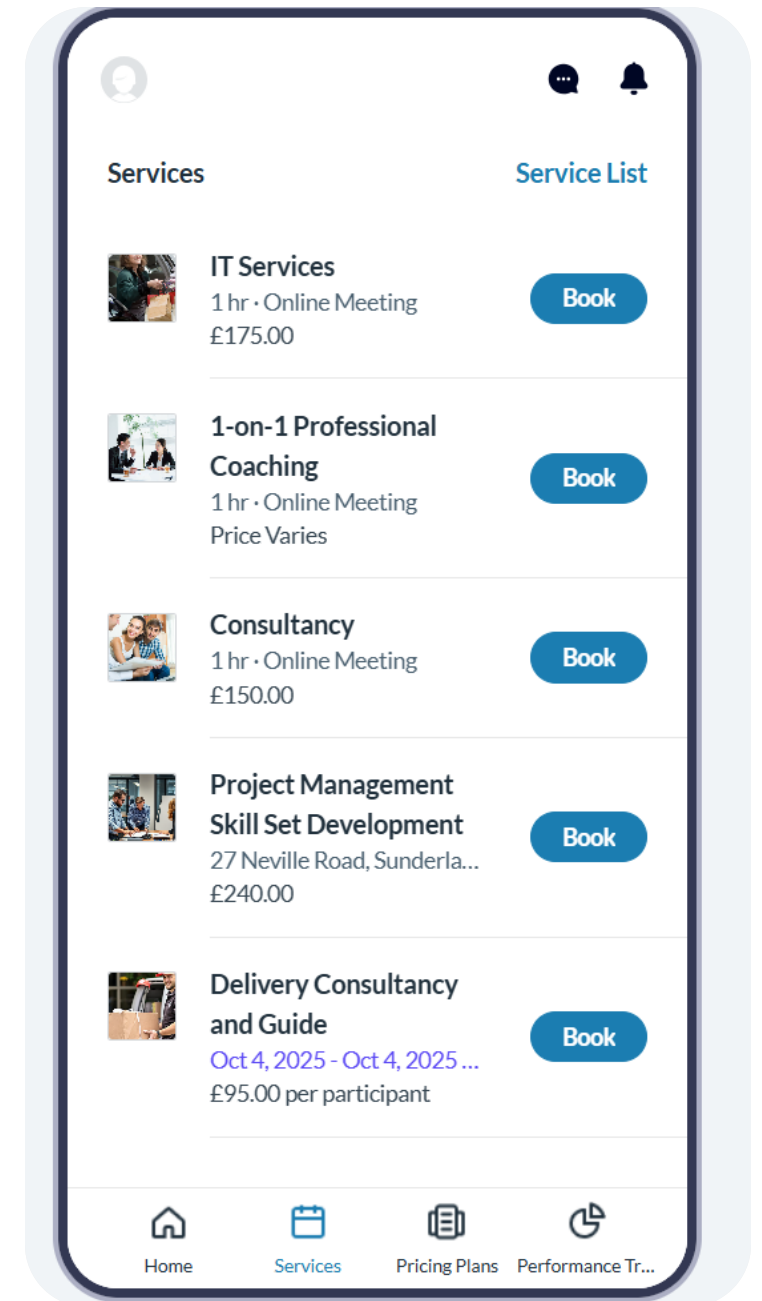 Services
Service List
IT Services
1 hr · Online Meeting
£175.00
Book
1-on-1 Professional
Coaching
1 hr · Online Meeting
Price Varies
Book
Consultancy
1 hr · Online Meeting
£150.00
Book
Project Management
Skill Set Development
27 Neville Road, Sunderla...
£240.00
Book
Delivery Consultancy
and Guide
Oct 4, 2025 - Oct 4, 2025 ...
£95.00 per participant
Book
Home
Services
Pricing Plans
Performance Tr...